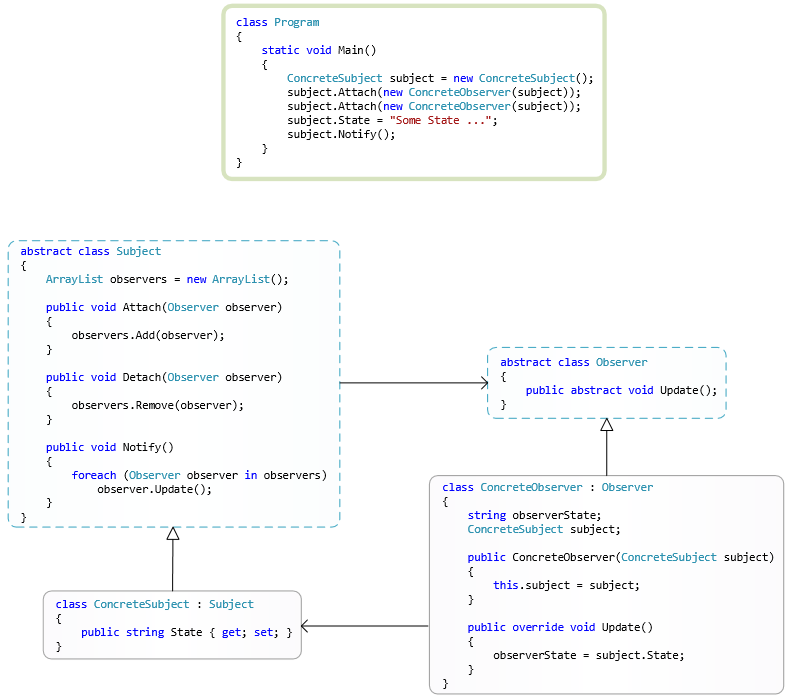 class Program
{
    static void Main()
    {
        ConcreteSubject subject = new ConcreteSubject();
        subject.Attach(new ConcreteObserver(subject));
        subject.Attach(new ConcreteObserver(subject));
        subject.State = "Some State ...";
        subject.Notify();
    }
}
abstract class Subject
{
    ArrayList observers = new ArrayList();

    public void Attach(Observer observer)
    {
        observers.Add(observer);
    }

    public void Detach(Observer observer)
    {
        observers.Remove(observer);
    }

    public void Notify()
    {
        foreach (Observer observer in observers)
            observer.Update();
    }
}
abstract class Observer
{
    public abstract void Update();
}
class ConcreteObserver : Observer
{
    string observerState;
    ConcreteSubject subject;

    public ConcreteObserver(ConcreteSubject subject)
    {
        this.subject = subject;
    }

    public override void Update()
    {
        observerState = subject.State;
    }
}
class ConcreteSubject : Subject
{
    public string State { get; set; }
}